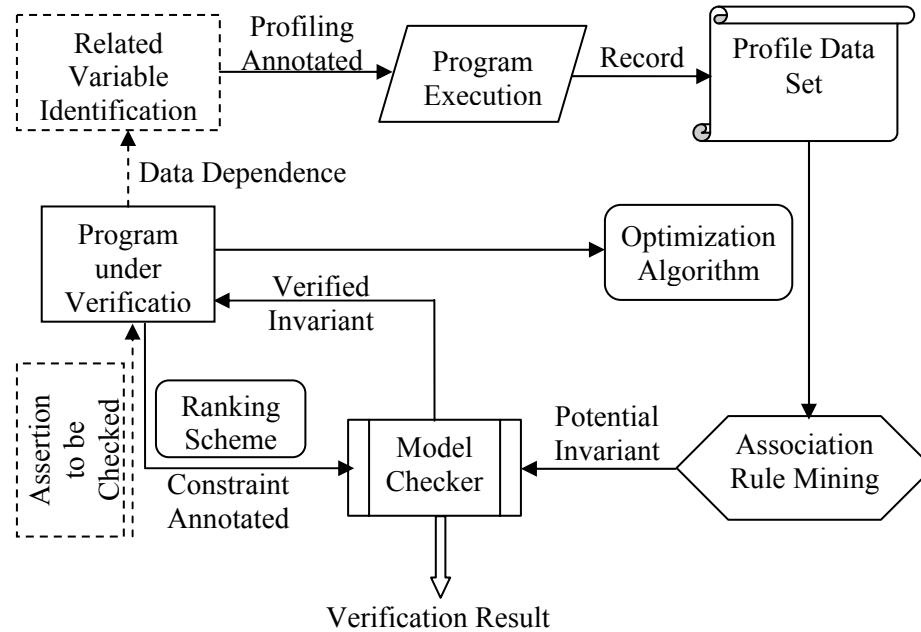 Related
Variable
Identification
Profiling
Annotated
Program
Execution
Record
Profile Data
Set
Data Dependence
Program
under
Verificatio
Optimization
Algorithm
Verified
Invariant
Assertion
to be
Checked
Ranking
Scheme
Constraint
Annotated
Model
Checker
Potential
Invariant
Association
Rule Mining
Verification Result